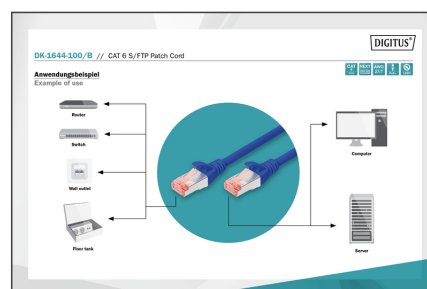 DIGITUS®
DK-1644-100/B // CAT 6 S/FTP Patch Cord
Anwendungsbeispiel
Example of use
Router
Switch
Wall outlet
Floor tank
Computer
Server